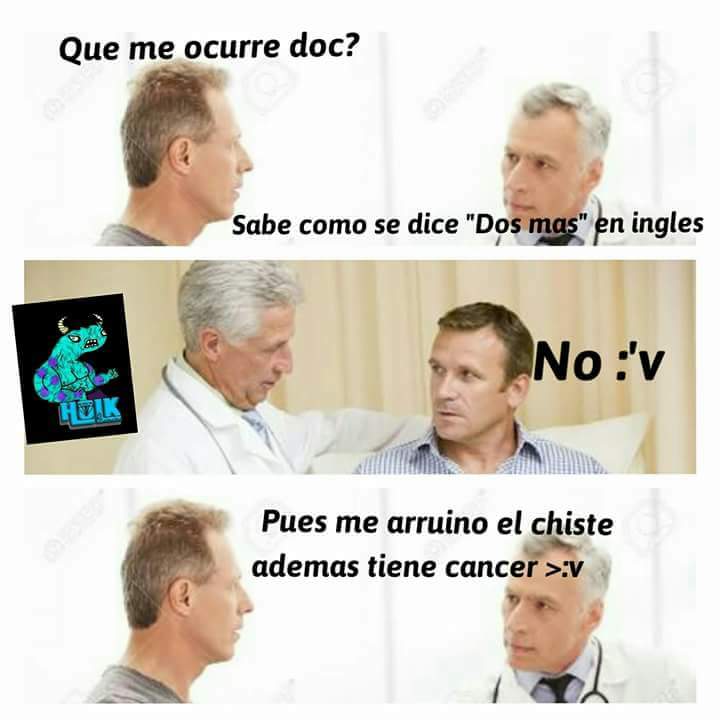 Que me ocurre doc?
Sabe como se dice "Dos mas" en ingles
No :'v
HULK
Pues me arruino el chiste
ademas tiene cancer >:v